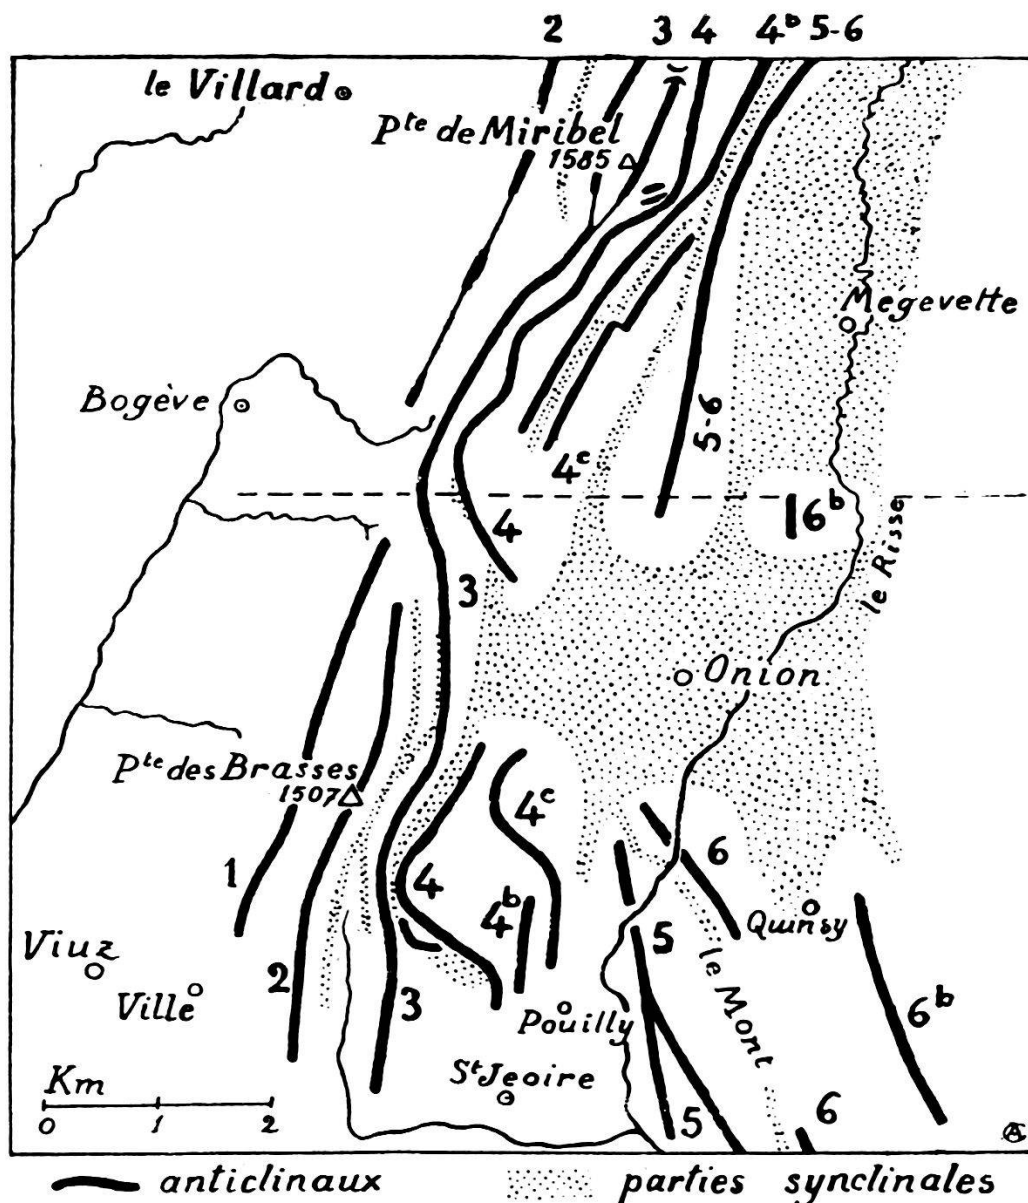 2 3 4 4ᵇ 5-6
le Villard
Pᵗᵉ de Miribel
1585
Megevette
Bogève
5-6
4ᶜ
6ᵇ
4
le Risse
3
Onion
Pᵗᵉ des Brasses
1507
4ᶜ
6
1
4
4ᵇ
Quinsy
5
Viuz
2
le Mont
Ville
3
6ᵇ
Pouilly
Sᵗ Jeoire
Km
0 1 2
5
6
A
anticlinaux parties synclinales